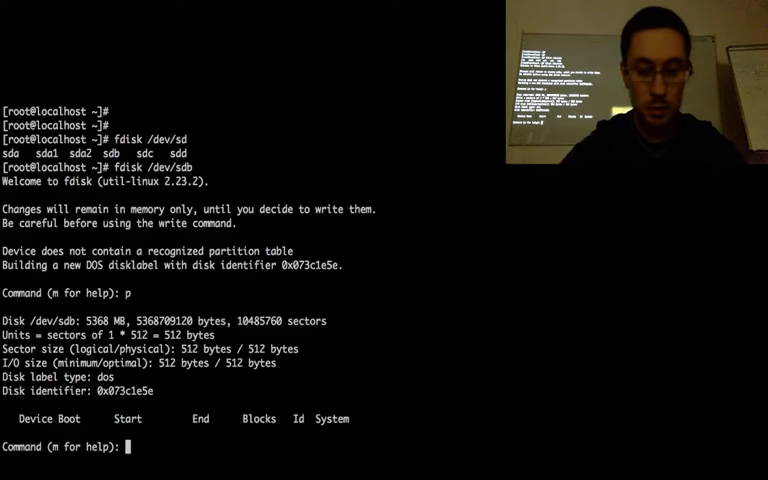 [root@localhost ~]#
[root@localhost ~]#
[root@localhost ~]# fdisk /dev/sd
sda   sda1  sda2  sdb   sdc   sdd
[root@localhost ~]# fdisk /dev/sdb
Welcome to fdisk (util-linux 2.23.2).
Changes will remain in memory only, until you decide to write them.
Be careful before using the write command.
Device does not contain a recognized partition table
Building a new DOS disklabel with disk identifier 0x073c1e5e.
Command (m for help): p
Disk /dev/sdb: 5368 MB, 5368709120 bytes, 10485760 sectors
Units = sectors of 1 * 512 = 512 bytes
Sector size (logical/physical): 512 bytes / 512 bytes
I/O size (minimum/optimal): 512 bytes / 512 bytes
Disk label type: dos
Disk identifier: 0x073c1e5e
Device Boot      Start         End      Blocks   Id  System
Command (m for help):